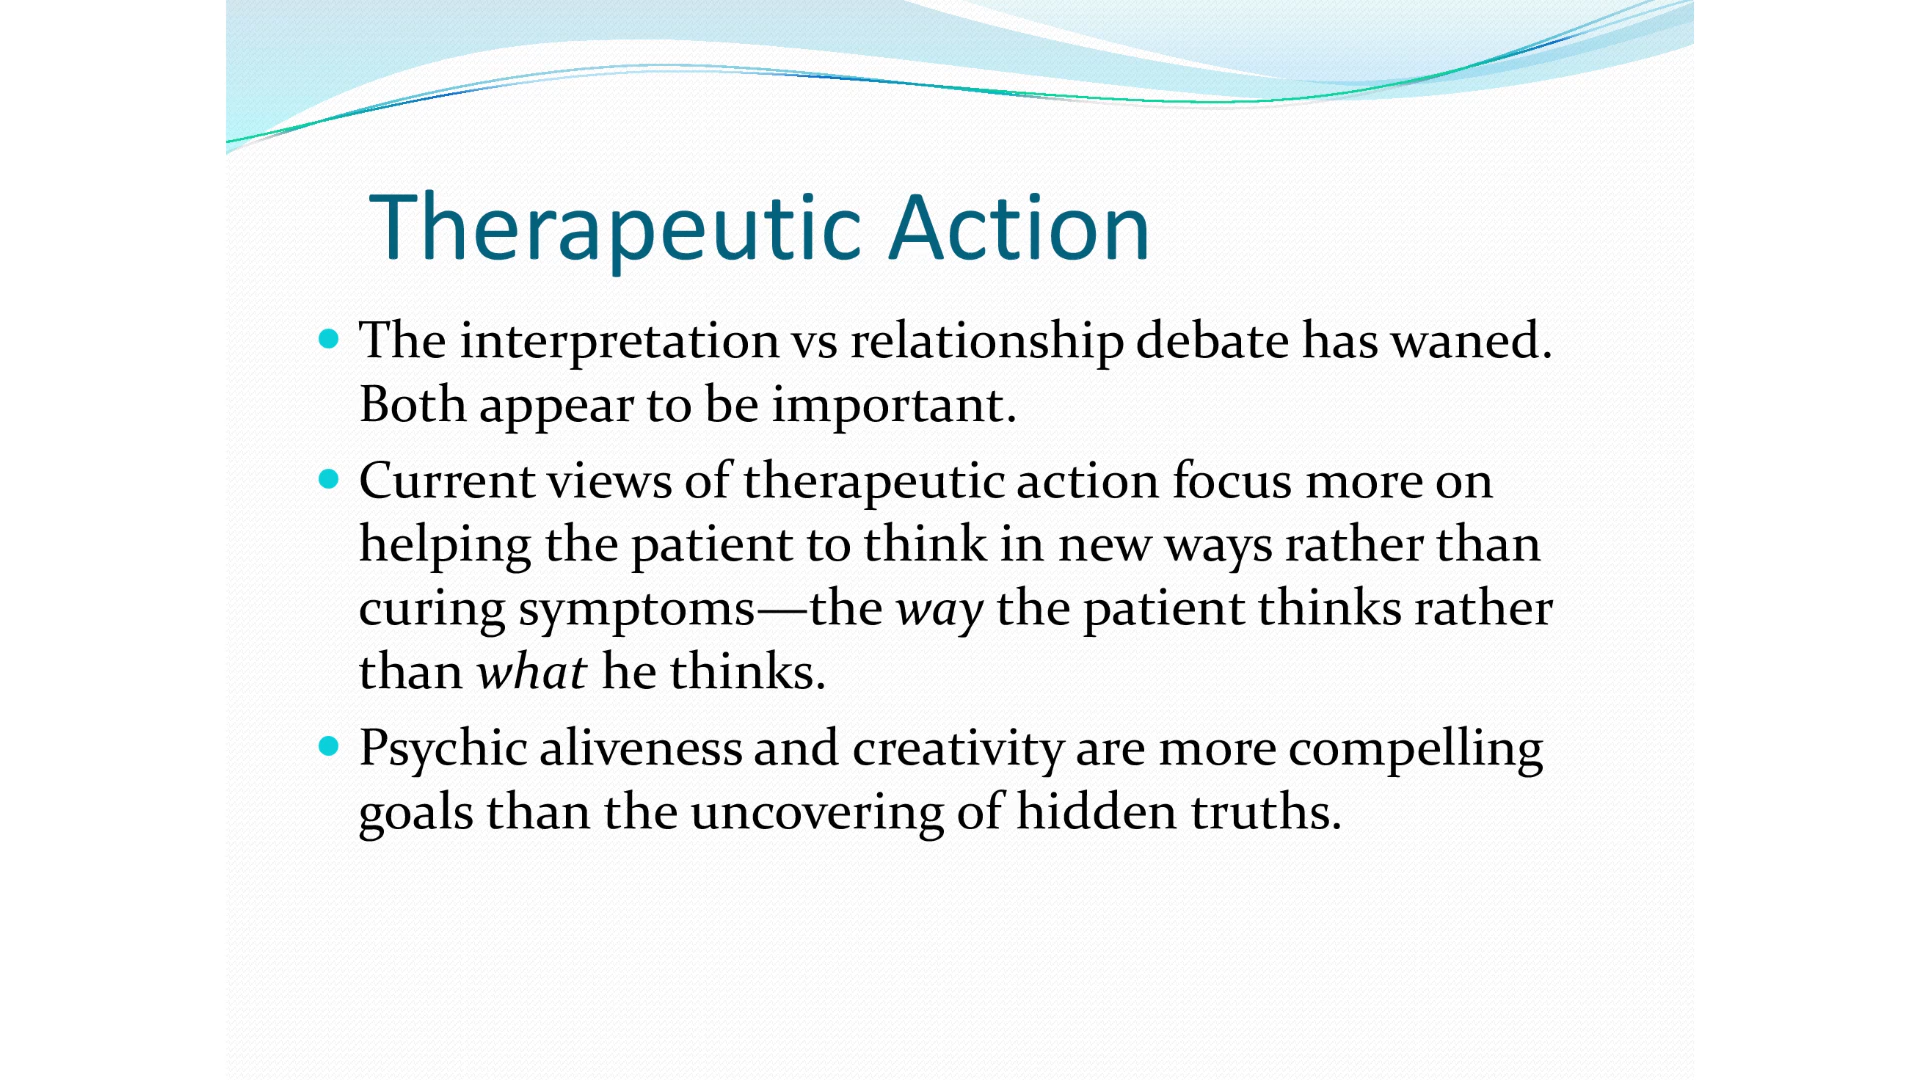 Therapeutic Action
The interpretation vs relationship debate has waned.
Both appear to be important.
Current views of therapeutic action focus more on
helping the patient to think in new ways rather than
curing symptoms—the way the patient thinks rather
than what he thinks.
Psychic aliveness and creativity are more compelling
goals than the uncovering of hidden truths.